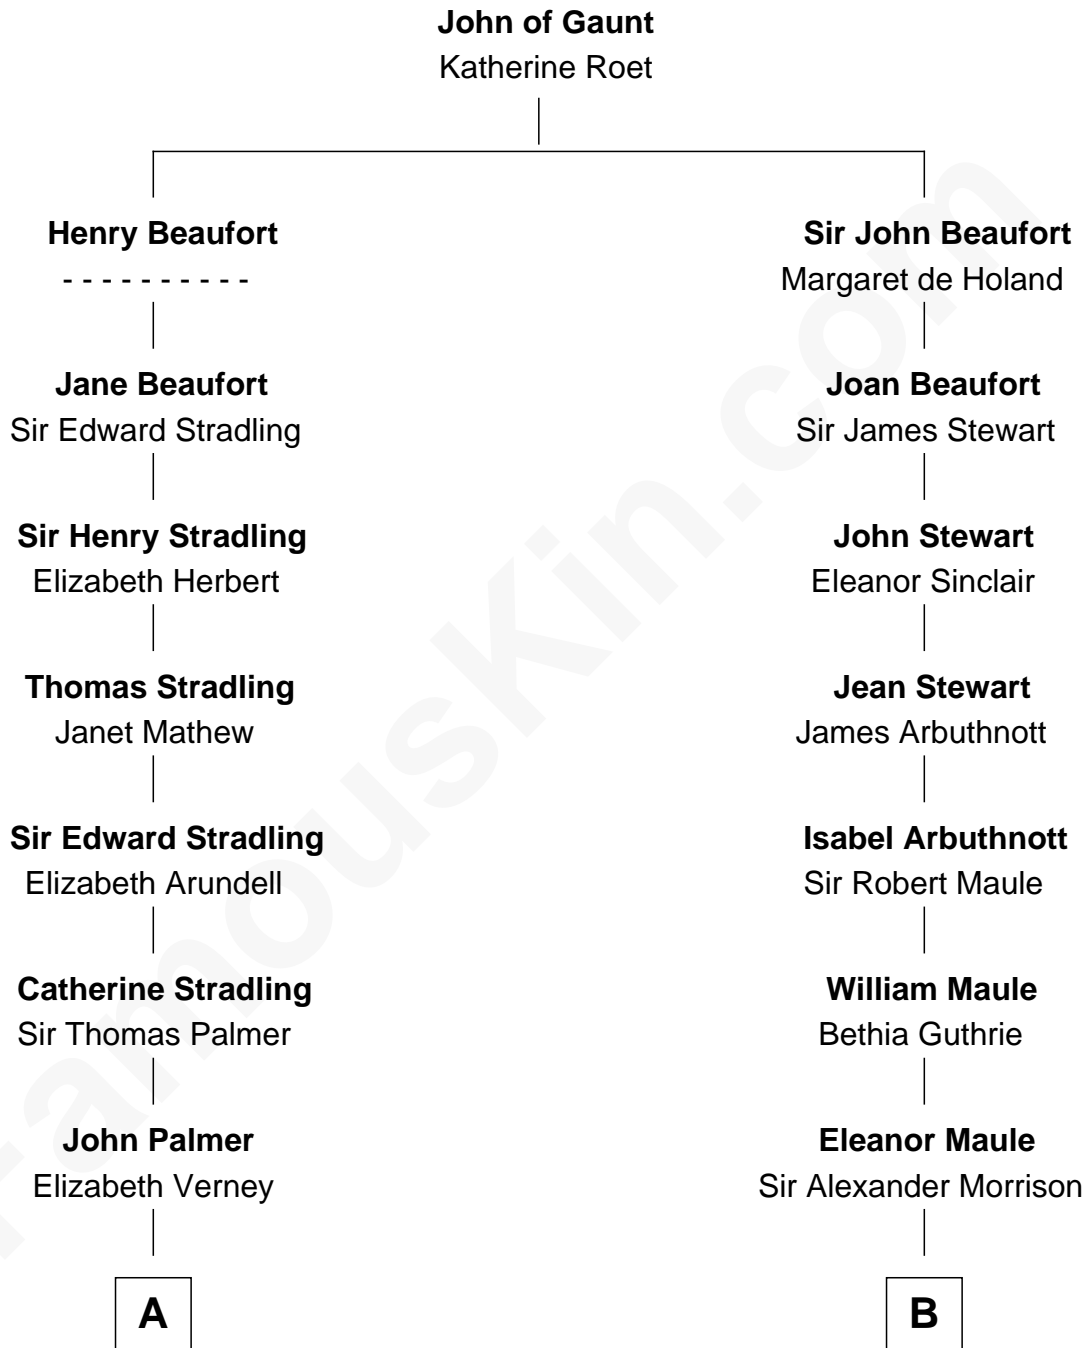 John of Gaunt
Katherine Roet
Henry Beaufort
- - - - - - - - - -
Sir John Beaufort
Margaret de Holand
Jane Beaufort
Sir Edward Stradling
Joan Beaufort
Sir James Stewart
Sir Henry Stradling
Elizabeth Herbert
John Stewart
Eleanor Sinclair
Thomas Stradling
Janet Mathew
Jean Stewart
James Arbuthnott
Sir Edward Stradling
Elizabeth Arundell
Isabel Arbuthnott
Sir Robert Maule
Catherine Stradling
Sir Thomas Palmer
William Maule
Bethia Guthrie
John Palmer
Elizabeth Verney
Eleanor Maule
Sir Alexander Morrison
A
B
FamousKin.com